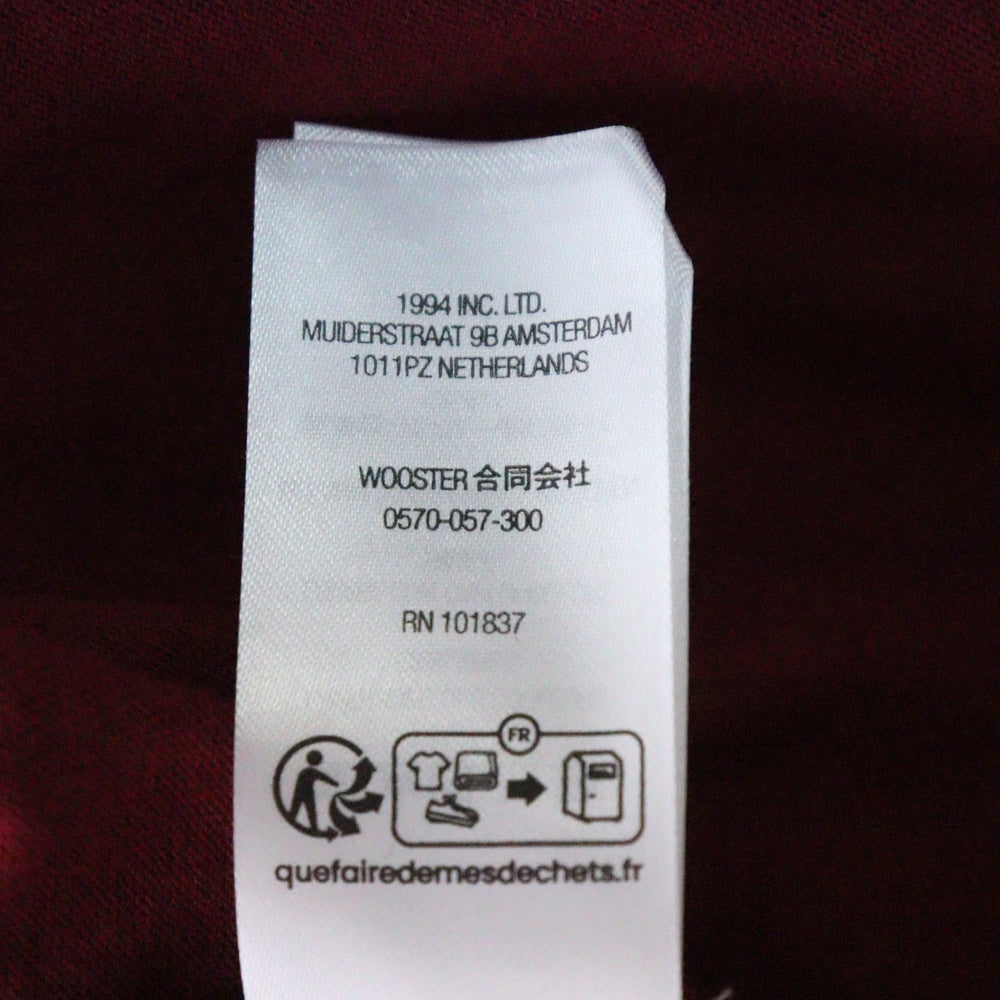 1994 INC. LTD.
MUIDERSTRAAT 9B AMSTERDAM
1011PZ NETHERLANDS
WOOSTER 合同会社
0570-057-300
RN 101837
FR
quefairedemesdechets.fr